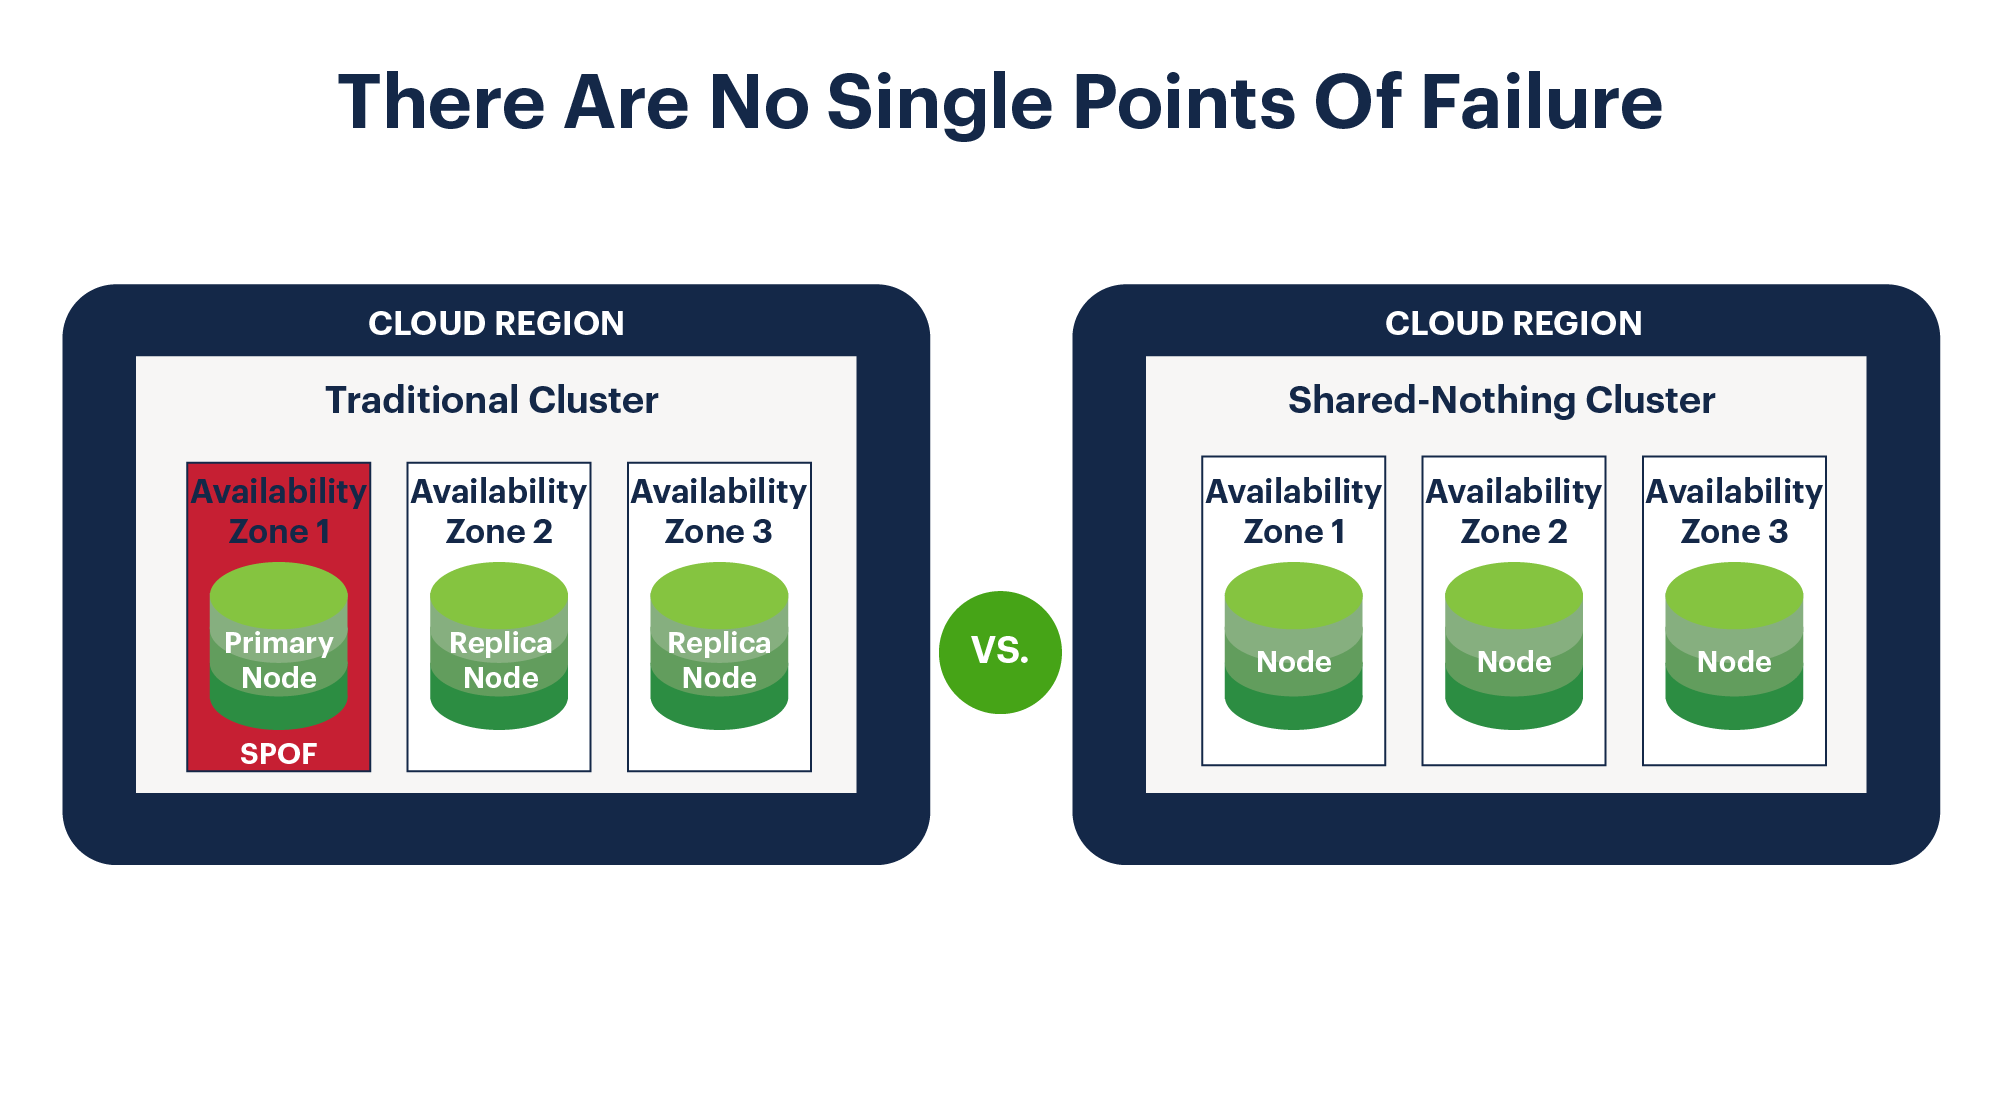 There Are No Single Points Of Failure
CLOUD REGION
Traditional Cluster
Availability
Zone 1
Primary
Node
SPOF
Availability
Zone 2
Replica
Node
Availability
Zone 3
Replica
Node
VS.
CLOUD REGION
Shared-Nothing Cluster
Availability
Zone 1
Node
Availability
Zone 2
Node
Availability
Zone 3
Node